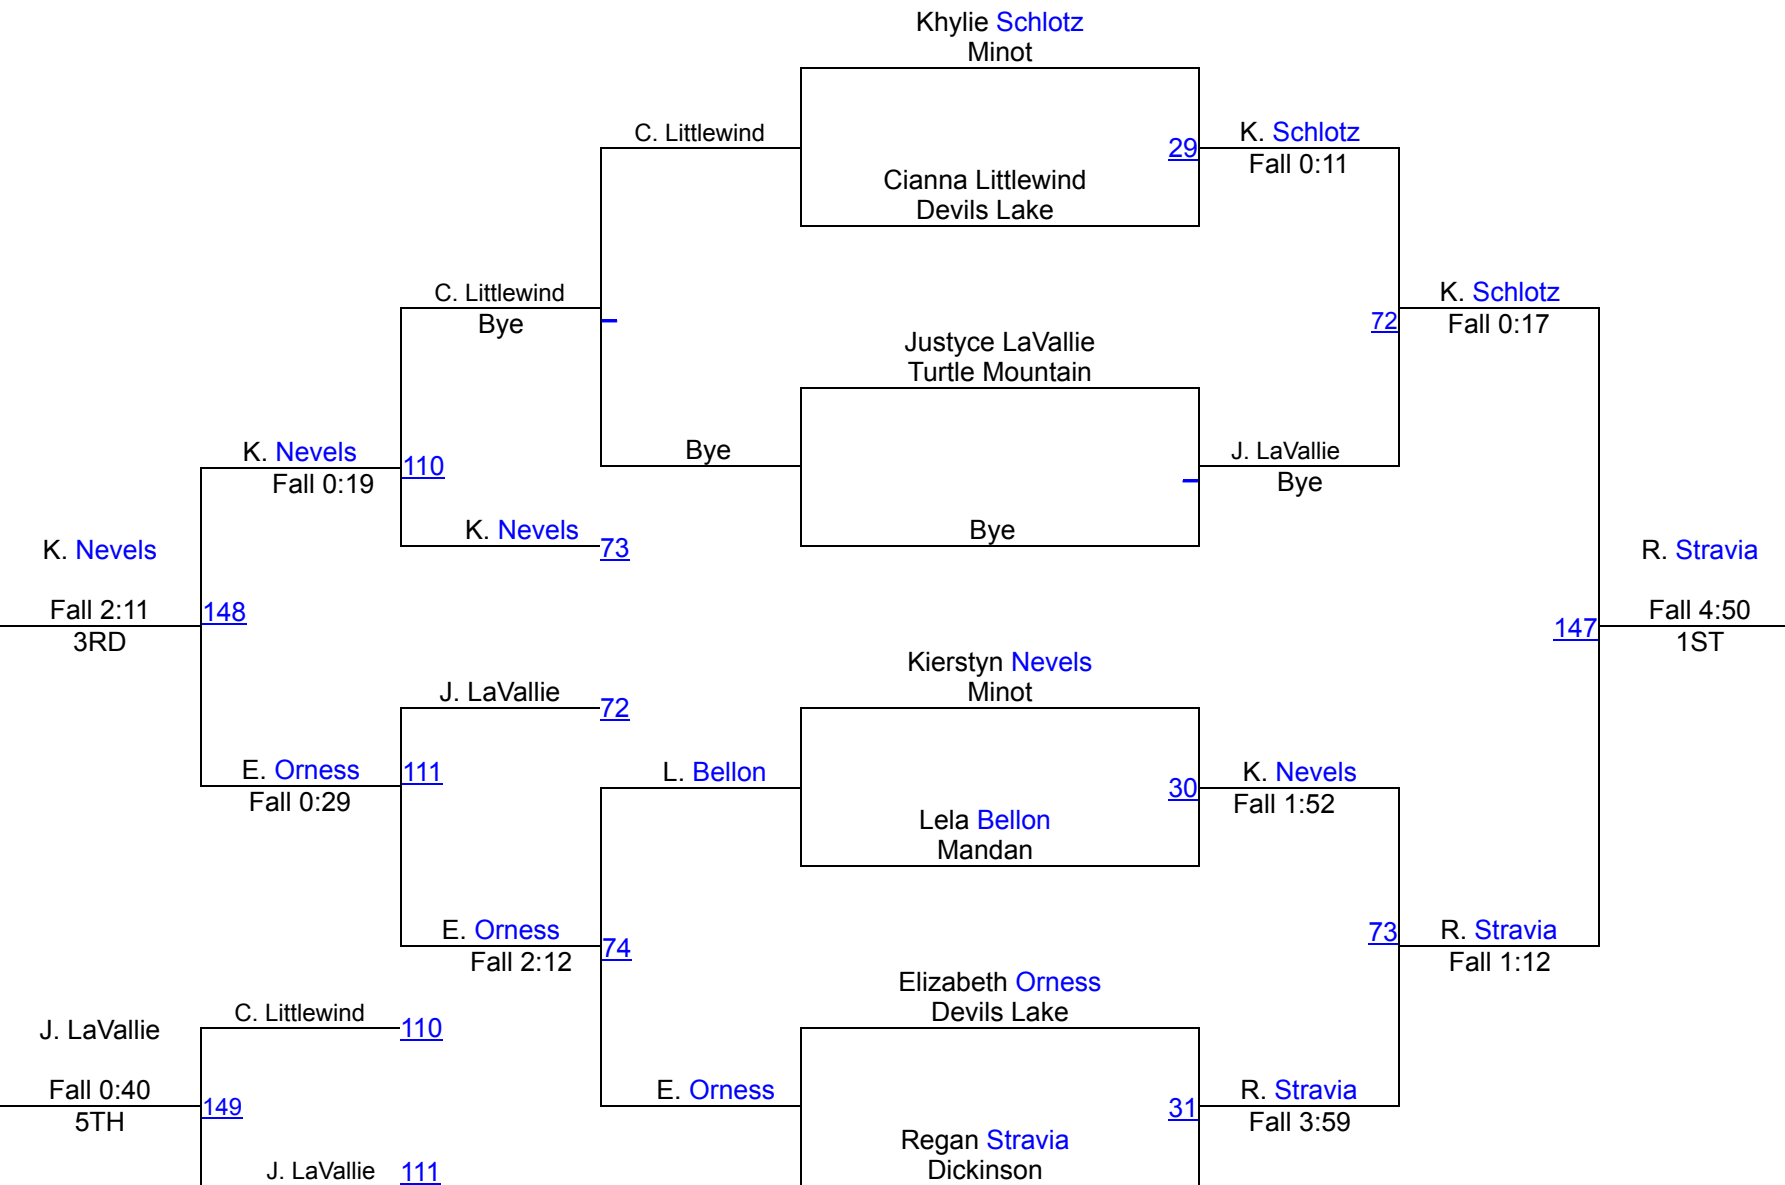 Khylie Schlotz
Minot
C. Littlewind
29
K. Schlotz
Fall 0:11
Cianna Littlewind
Devils Lake
C. Littlewind
Bye
K. Schlotz
72
Fall 0:17
Justyce LaVallie
Turtle Mountain
K. Nevels
110
Fall 0:19
Bye
J. LaVallie
Bye
K. Nevels
73
Bye
K. Nevels
Fall 2:11
148
3RD
R. Stravia
147
Fall 4:50
1ST
Kierstyn Nevels
Minot
J. LaVallie
72
E. Orness
111
Fall 0:29
L. Bellon
30
K. Nevels
Fall 1:52
Lela Bellon
Mandan
E. Orness
74
Fall 2:12
73
R. Stravia
Fall 1:12
Elizabeth Orness
Devils Lake
C. Littlewind
110
J. LaVallie
Fall 0:40
149
5TH
E. Orness
31
R. Stravia
Fall 3:59
Regan Stravia
Dickinson
J. LaVallie
111